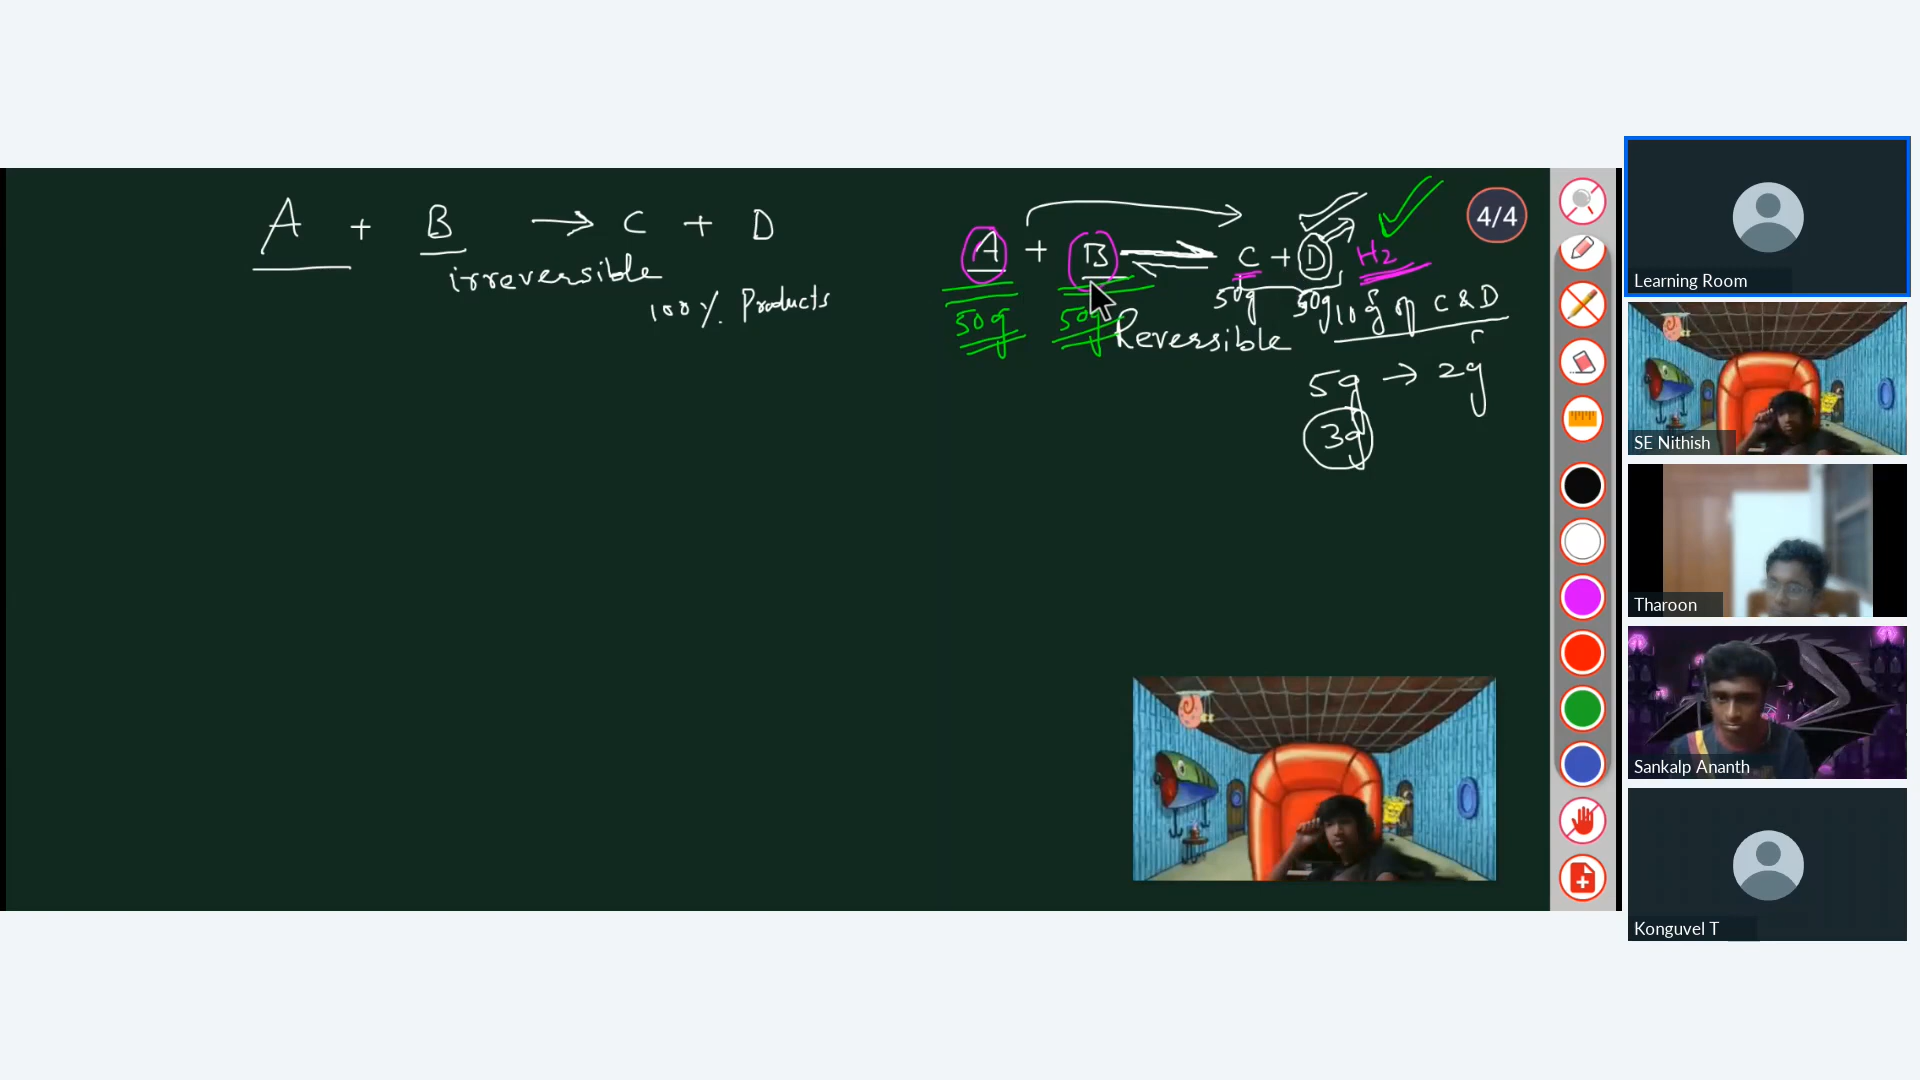 A + B → C + D
irreversible
100% Products
A + B ⇌ C + D H2
50g 50g 50g 50g 10g of C & D
Reversible
5g → 2g
3g
4/4
Learning Room
SE Nithish
Tharoon
Sankalp Ananth
Konguvel T